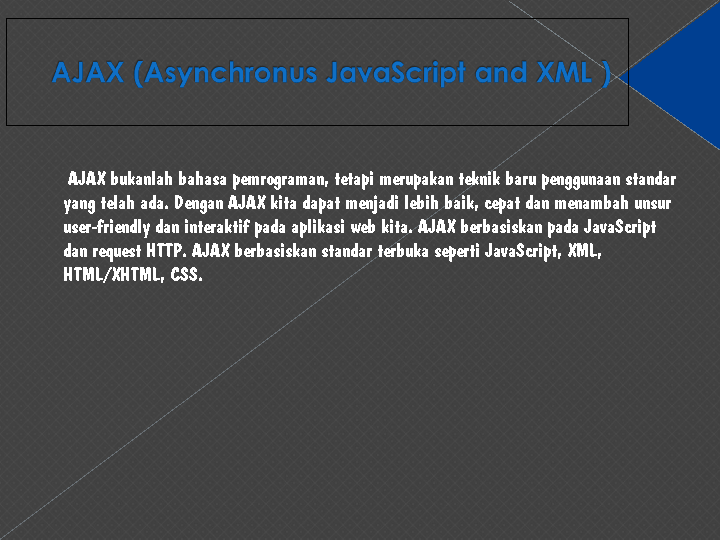 AJAX (Asynchronus JavaScript and XML )
AJAX bukanlah bahasa pemrograman, tetapi merupakan teknik baru penggunaan standar
yang telah ada. Dengan AJAX kita dapat menjadi lebih baik, cepat dan menambah unsur
user-friendly dan interaktif pada aplikasi web kita. AJAX berbasiskan pada JavaScript
dan request HTTP. AJAX berbasiskan standar terbuka seperti JavaScript, XML,
HTML/XHTML, CSS.